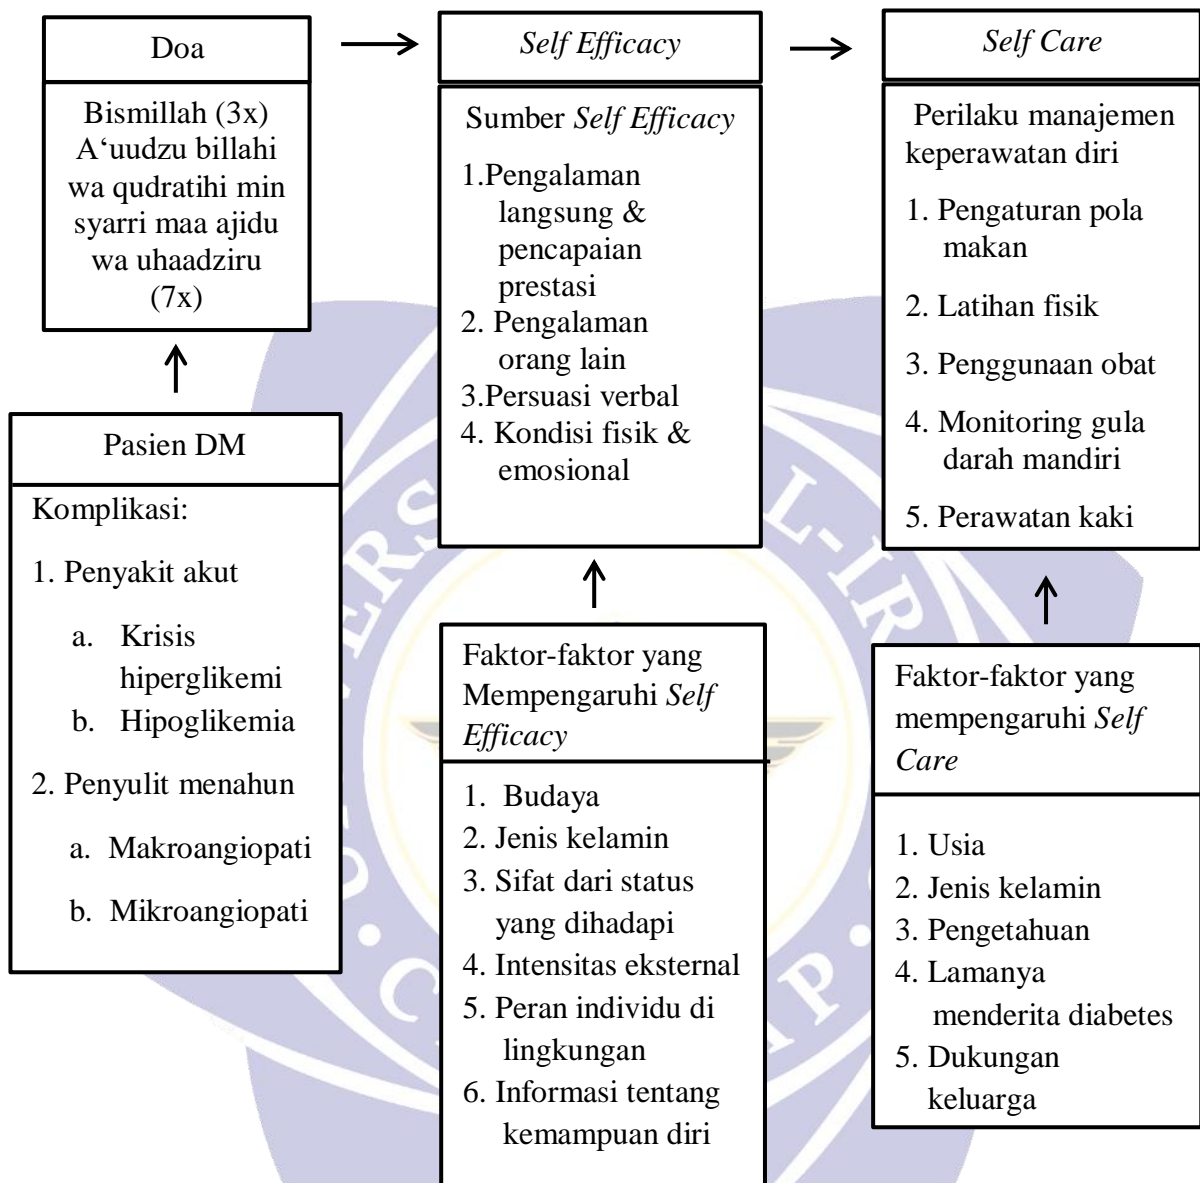 Doa
Bismillah (3x)
A‘uudzu billahi
wa qudratihi min
syarri maa ajidu
wa uhaadziru
(7x)
Self Efficacy
Sumber Self Efficacy
1.Pengalaman
langsung &
pencapaian
prestasi
2. Pengalaman
orang lain
3.Persuasi verbal
4. Kondisi fisik &
emosional
Self Care
Perilaku manajemen
keperawatan diri
1. Pengaturan pola
makan
2. Latihan fisik
3. Penggunaan obat
4. Monitoring gula
darah mandiri
5. Perawatan kaki
Pasien DM
Komplikasi:
1. Penyakit akut
a. Krisis
hiperglikemi
b. Hipoglikemia
2. Penyulit menahun
a. Makroangiopati
b. Mikroangiopati
Faktor-faktor yang
Mempengaruhi Self
Efficacy
1. Budaya
2. Jenis kelamin
3. Sifat dari status
yang dihadapi
4. Intensitas eksternal
5. Peran individu di
lingkungan
6. Informasi tentang
kemampuan diri
Faktor-faktor yang
mempengaruhi Self
Care
1. Usia
2. Jenis kelamin
3. Pengetahuan
4. Lamanya
menderita diabetes
5. Dukungan
keluarga